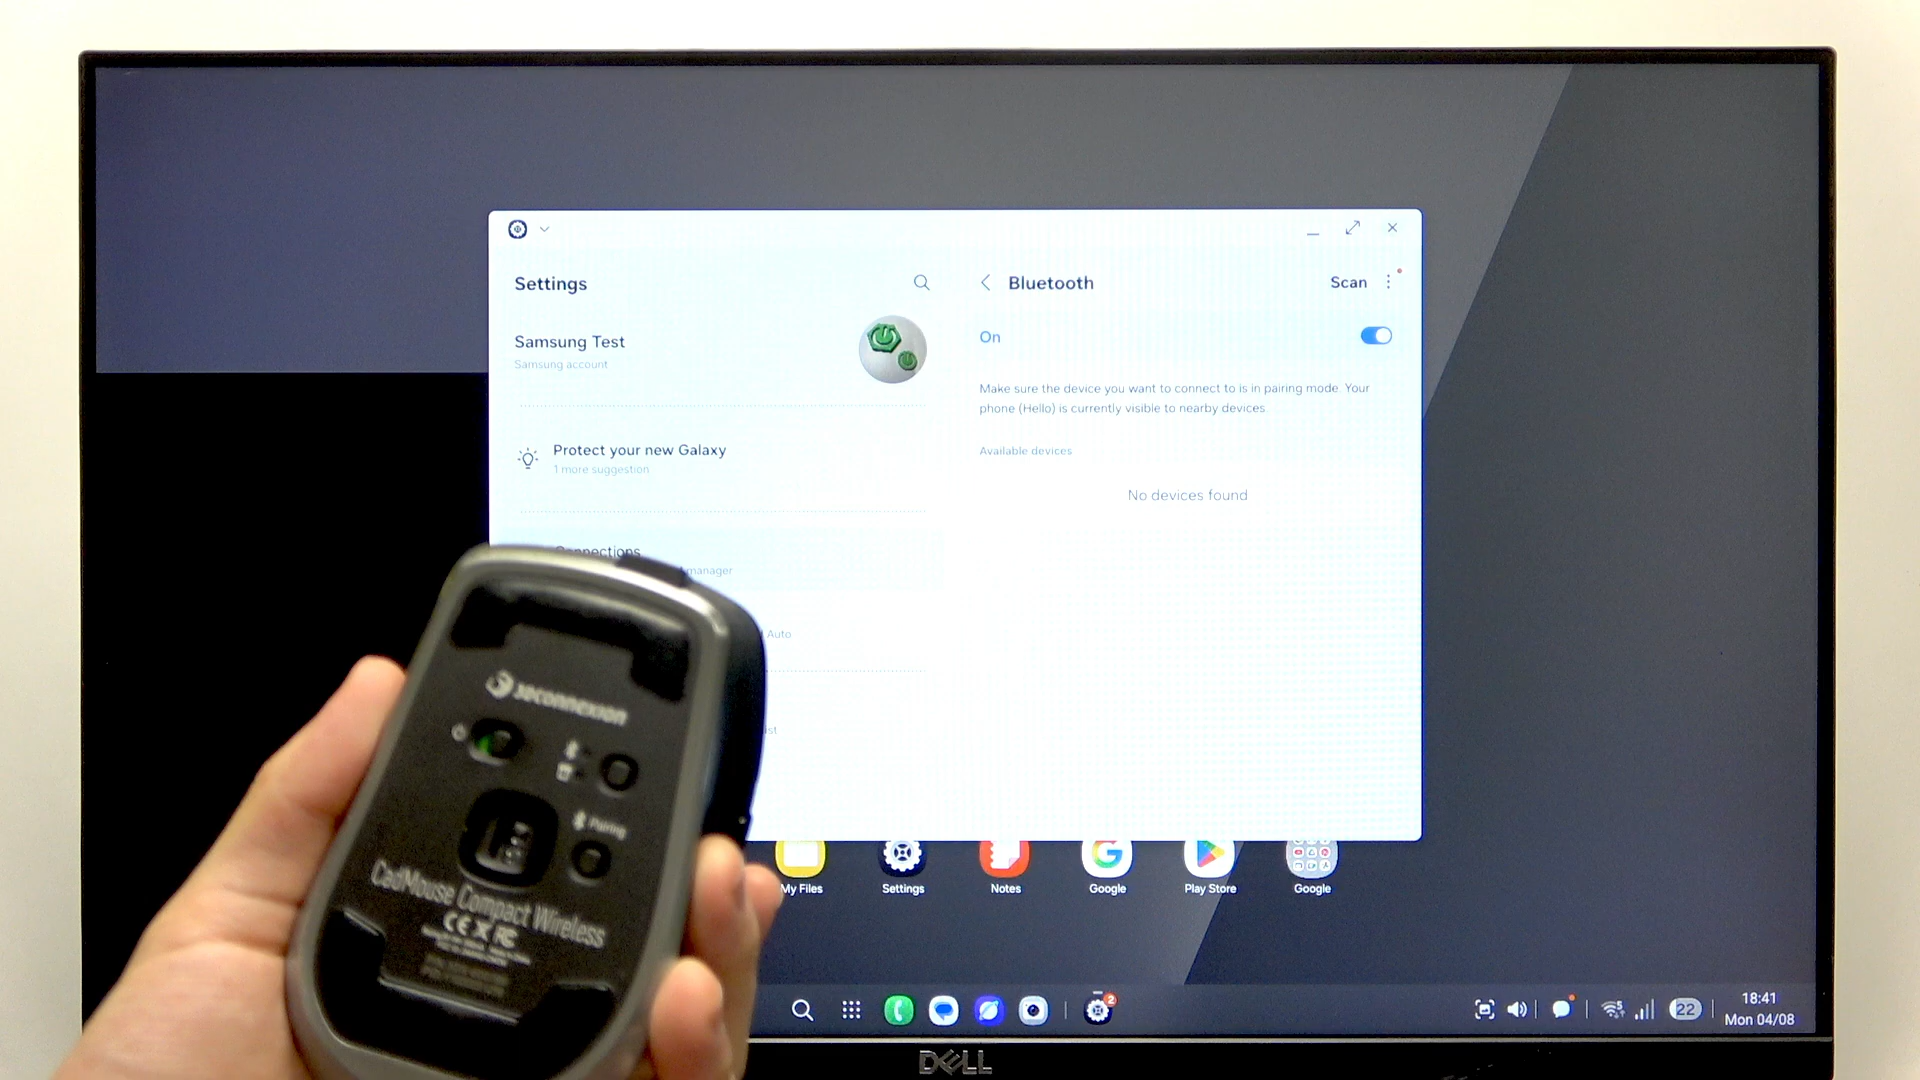 Settings
Samsung Test
Samsung account
Protect your new Galaxy
1 more suggestion
Connections
manager
Auto
Bluetooth
Scan
On
Make sure the device you want to connect to is in pairing mode. Your
phone (Hello) is currently visible to nearby devices.
Available devices
No devices found
3Dconnexion
Pairing
CadMouse Compact Wireless
CE
My Files
Settings
Notes
Google
Play Store
Google
2
22
18:41
Mon 04/08
DELL